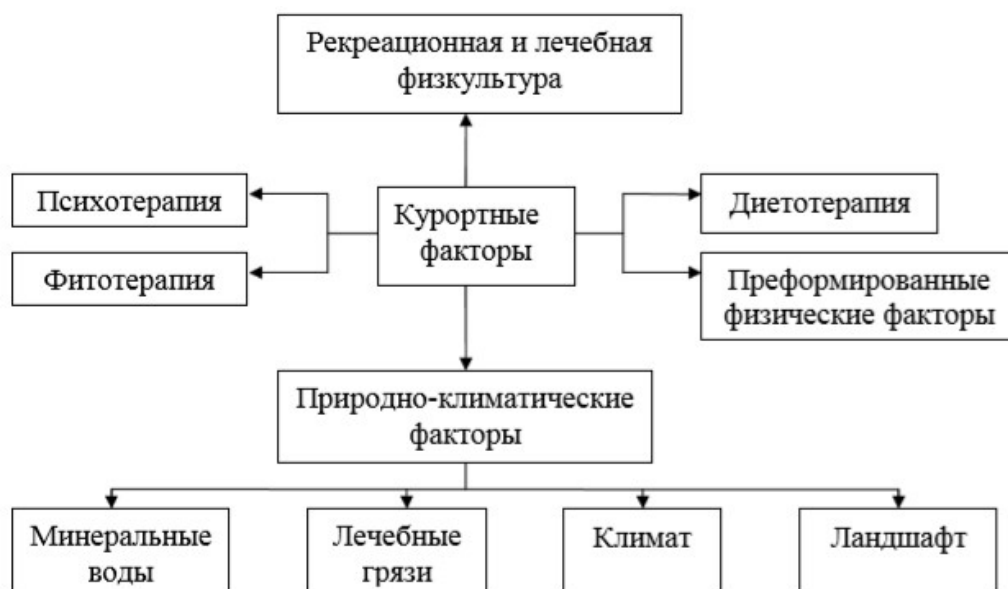 Рекреационная и лечебная
физкультура
Психотерапия
Курортные
факторы
Диетотерапия
Фитотерапия
Преформированные
физические факторы
Природно-климатические
факторы
Минеральные
воды
Лечебные
грязи
Климат
Ландшафт